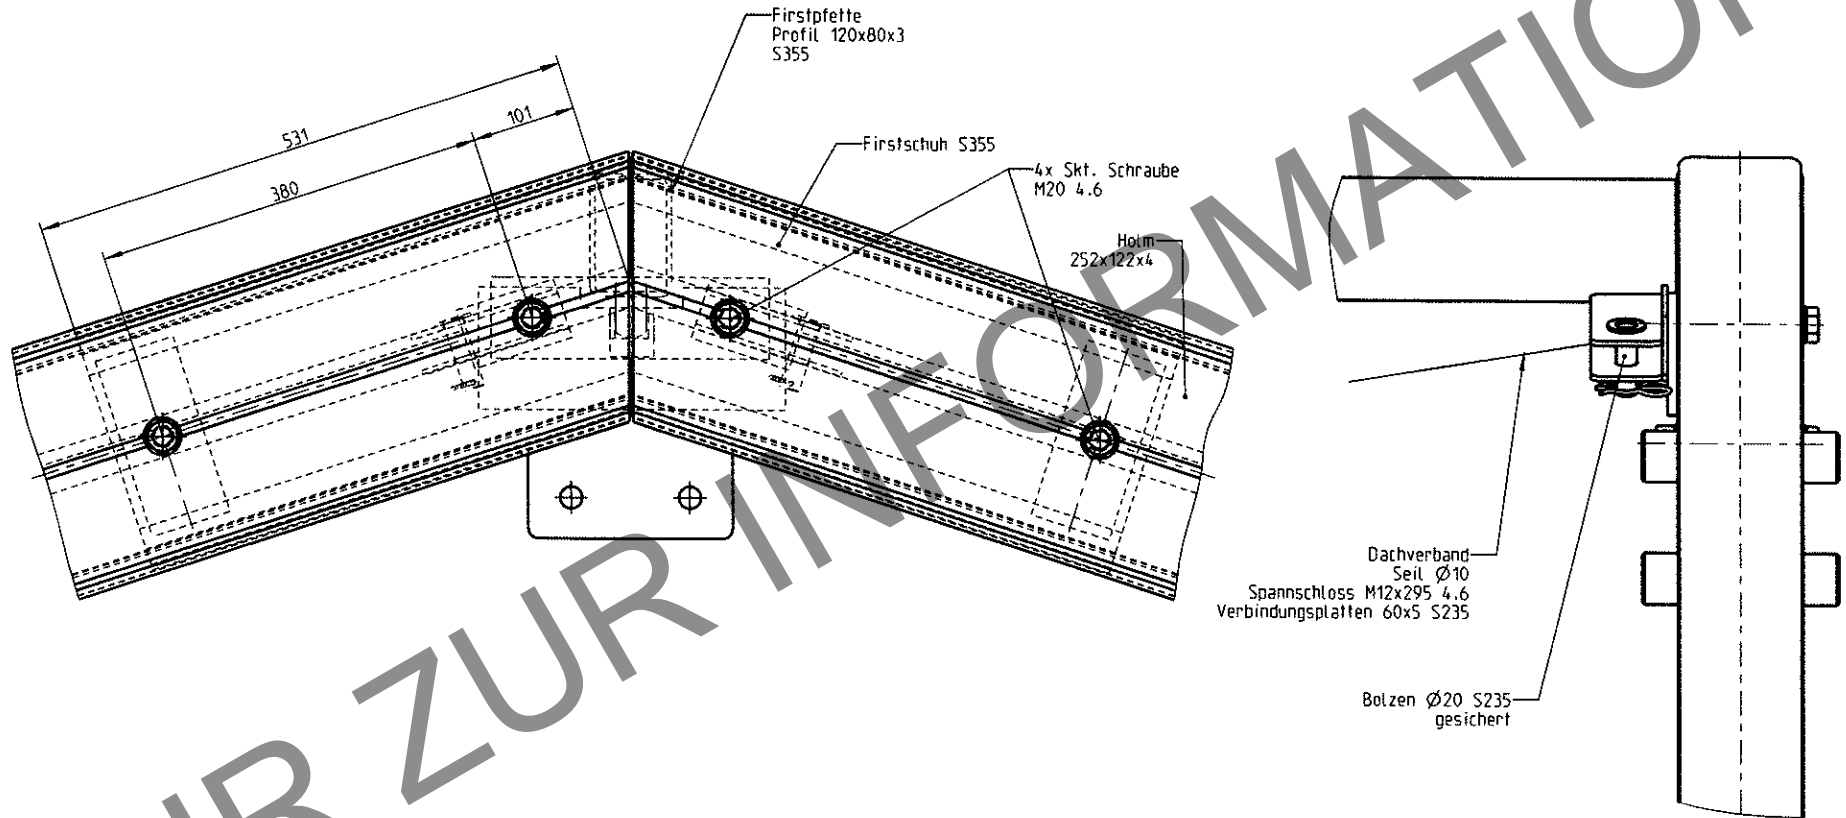 Firstpfette
Profil 120x80x3
S355
531
101
380
Firstschuh S355
4x Skt. Schraube
M20 4.6
Holm
252x122x4
Dachverband
Seil Ø10
Spannschloss M12x295 4.6
Verbindungsplatten 60x5 S235
Bolzen Ø20 S235
gesichert
UR ZUR INFORMATION